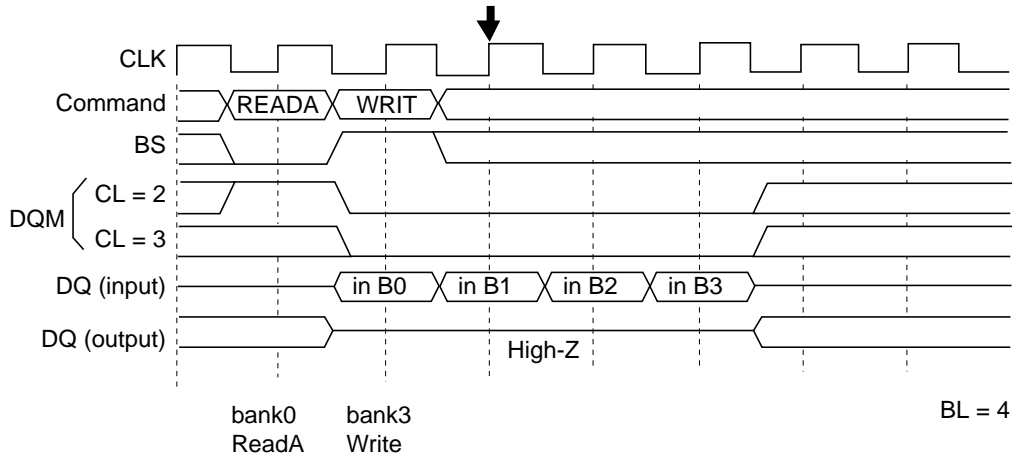 CLK
Command READA WRIT
BS
DQM
CL = 2
CL = 3
DQ (input) in B0 in B1 in B2 in B3
DQ (output) High-Z
bank0 bank3 BL = 4
ReadA Write